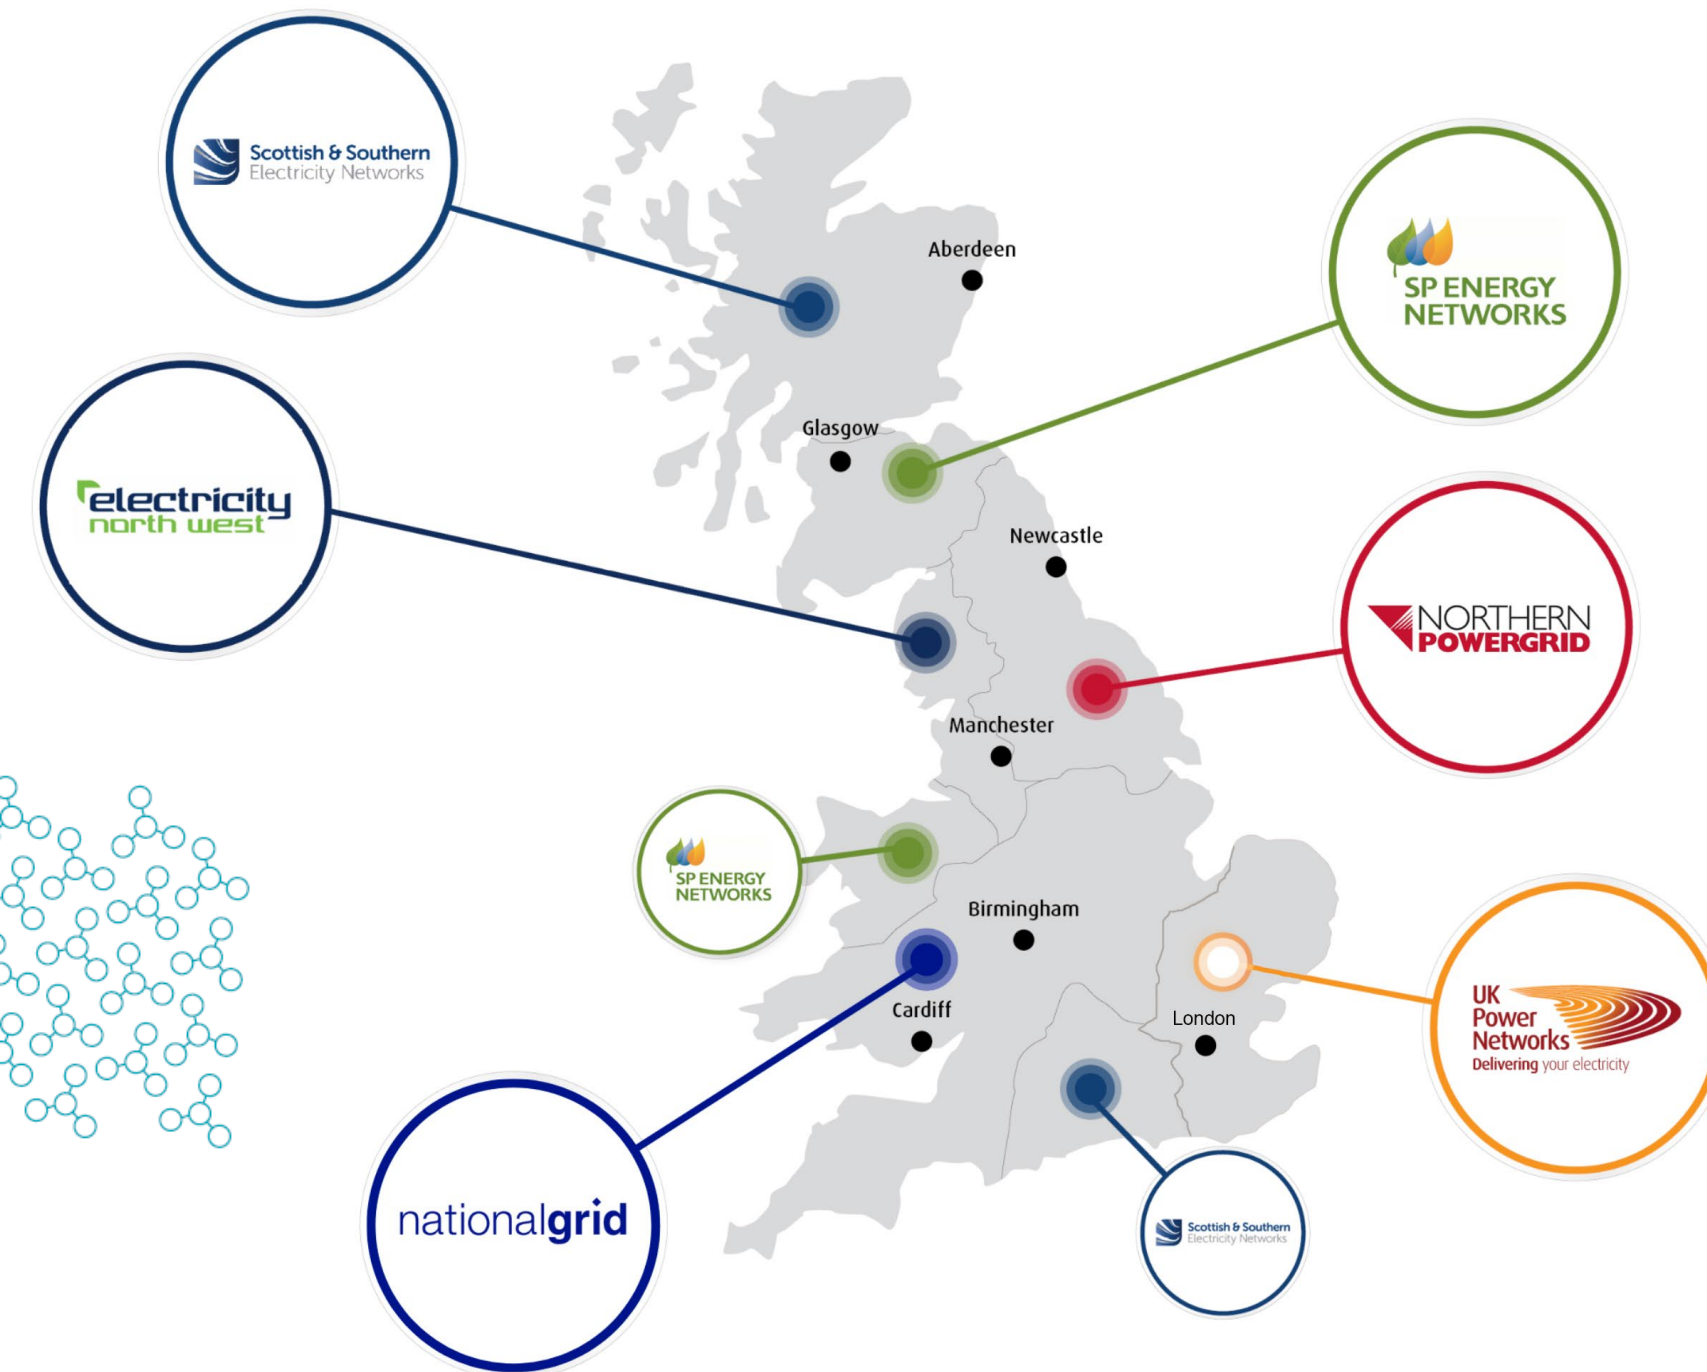 Scottish & Southern
Electricity Networks
Aberdeen
SP ENERGY
NETWORKS
Glasgow
electricity
north west
Newcastle
NORTHERN
POWERGRID
Manchester
SP ENERGY
NETWORKS
Birmingham
Cardiff
London
UK
Power
Networks
Delivering your electricity
nationalgrid
Scottish & Southern
Electricity Networks